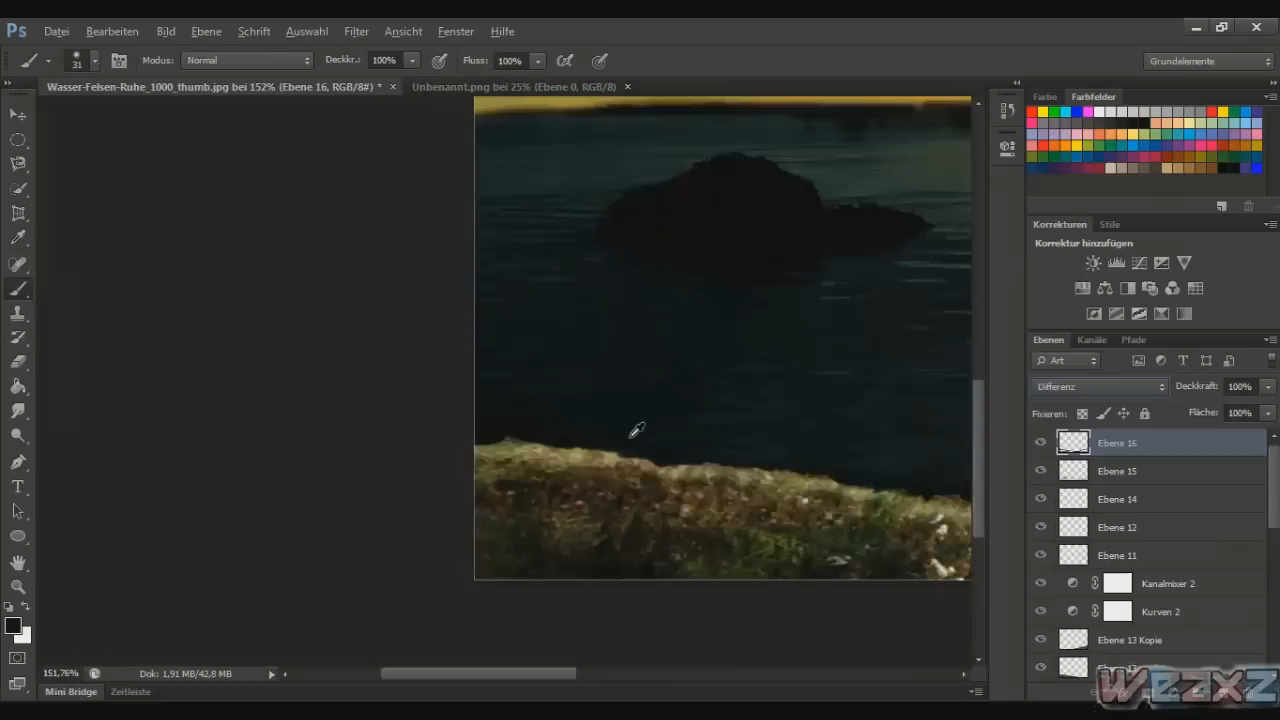 Ps Datei Bearbeiten Bild Ebene Schrift Auswahl Filter Ansicht Fenster Hilfe
31 Modus: Normal Deckkr.: 100% Fluss: 100% Grundelemente
Wasser-Felsen-Ruhe_1000_thumb.jpg bei 152% (Ebene 16, RGB/8#) * × Unbenannt.png bei 25% (Ebene 0, RGB/8) ×
Farbe Farbfelder
Korrekturen Stile
Korrektur hinzufügen
Ebenen Kanäle Pfade
Art
Differenz Deckkraft: 100%
Fixieren: Fläche: 100%
Ebene 16
Ebene 15
Ebene 14
Ebene 12
Ebene 11
Kanalmixer 2
Kurven 2
Ebene 13 Kopie
151,76% Dok: 1,91 MB/42,8 MB
Mini Bridge Zeitleiste
Weaxz